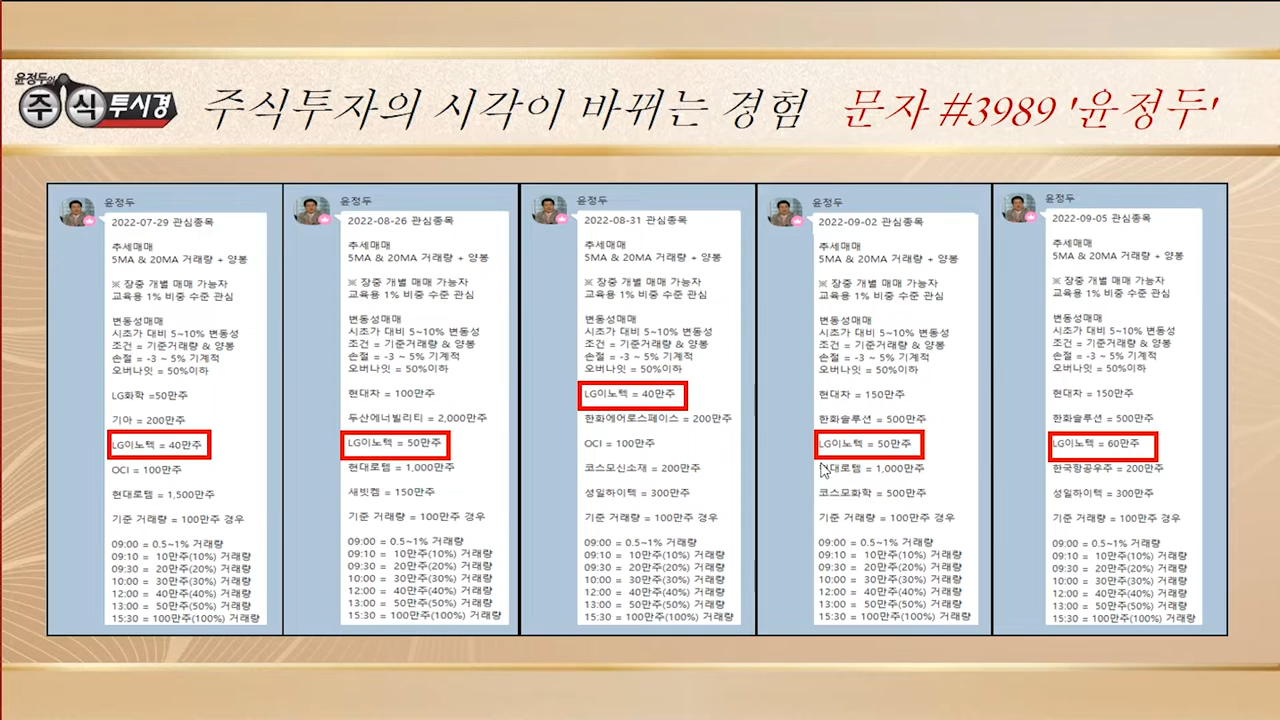 윤정두의
주식투시경
주식투자의 시각이 바뀌는 경험 문자 #3989 '윤정두'
윤정두
2022-07-29 관심종목
추세매매
5MA & 20MA 거래량 + 양봉
※ 장중 개별 매매 가능자
교육용 1% 비중 수준 관심
변동성매매
시초가 대비 5~10% 변동성
조건 = 기준거래량 & 양봉
손절 = -3 ~ 5% 기계적
오버나잇 = 50%이하
LG화학 =50만주
기아 = 200만주
LG이노텍 = 40만주
OCI = 100만주
현대로템 = 1,500만주
기준 거래량 = 100만주 경우
09:00 = 0.5~1% 거래량
09:10 = 10만주(10%) 거래량
09:30 = 20만주(20%) 거래량
10:00 = 30만주(30%) 거래량
12:00 = 40만주(40%) 거래량
13:00 = 50만주(50%) 거래량
15:30 = 100만주(100%) 거래량
윤정두
2022-08-26 관심종목
추세매매
5MA & 20MA 거래량 + 양봉
※ 장중 개별 매매 가능자
교육용 1% 비중 수준 관심
변동성매매
시초가 대비 5~10% 변동성
조건 = 기준거래량 & 양봉
손절 = -3 ~ 5% 기계적
오버나잇 = 50%이하
현대차 = 100만주
두산에너빌리티 = 2,000만주
LG이노텍 = 50만주
현대로템 = 1,000만주
새빗켐 = 150만주
기준 거래량 = 100만주 경우
09:00 = 0.5~1% 거래량
09:10 = 10만주(10%) 거래량
09:30 = 20만주(20%) 거래량
10:00 = 30만주(30%) 거래량
12:00 = 40만주(40%) 거래량
13:00 = 50만주(50%) 거래량
15:30 = 100만주(100%) 거래량
윤정두
2022-08-31 관심종목
추세매매
5MA & 20MA 거래량 + 양봉
※ 장중 개별 매매 가능자
교육용 1% 비중 수준 관심
변동성매매
시초가 대비 5~10% 변동성
조건 = 기준거래량 & 양봉
손절 = -3 ~ 5% 기계적
오버나잇 = 50%이하
LG이노텍 = 40만주
한화에어로스페이스 = 200만주
OCI = 100만주
코스모신소재 = 200만주
성일하이텍 = 300만주
기준 거래량 = 100만주 경우
09:00 = 0.5~1% 거래량
09:10 = 10만주(10%) 거래량
09:30 = 20만주(20%) 거래량
10:00 = 30만주(30%) 거래량
12:00 = 40만주(40%) 거래량
13:00 = 50만주(50%) 거래량
15:30 = 100만주(100%) 거래량
윤정두
2022-09-02 관심종목
추세매매
5MA & 20MA 거래량 + 양봉
※ 장중 개별 매매 가능자
교육용 1% 비중 수준 관심
변동성매매
시초가 대비 5~10% 변동성
조건 = 기준거래량 & 양봉
손절 = -3 ~ 5% 기계적
오버나잇 = 50%이하
현대차 = 150만주
한화솔루션 = 500만주
LG이노텍 = 50만주
현대로템 = 1,000만주
코스모화학 = 500만주
기준 거래량 = 100만주 경우
09:00 = 0.5~1% 거래량
09:10 = 10만주(10%) 거래량
09:30 = 20만주(20%) 거래량
10:00 = 30만주(30%) 거래량
12:00 = 40만주(40%) 거래량
13:00 = 50만주(50%) 거래량
15:30 = 100만주(100%) 거래량
윤정두
2022-09-05 관심종목
추세매매
5MA & 20MA 거래량 + 양봉
※ 장중 개별 매매 가능자
교육용 1% 비중 수준 관심
변동성매매
시초가 대비 5~10% 변동성
조건 = 기준거래량 & 양봉
손절 = -3 ~ 5% 기계적
오버나잇 = 50%이하
현대차 = 150만주
한화솔루션 = 500만주
LG이노텍 = 60만주
한국항공우주 = 200만주
성일하이텍 = 300만주
기준 거래량 = 100만주 경우
09:00 = 0.5~1% 거래량
09:10 = 10만주(10%) 거래량
09:30 = 20만주(20%) 거래량
10:00 = 30만주(30%) 거래량
12:00 = 40만주(40%) 거래량
13:00 = 50만주(50%) 거래량
15:30 = 100만주(100%) 거래량